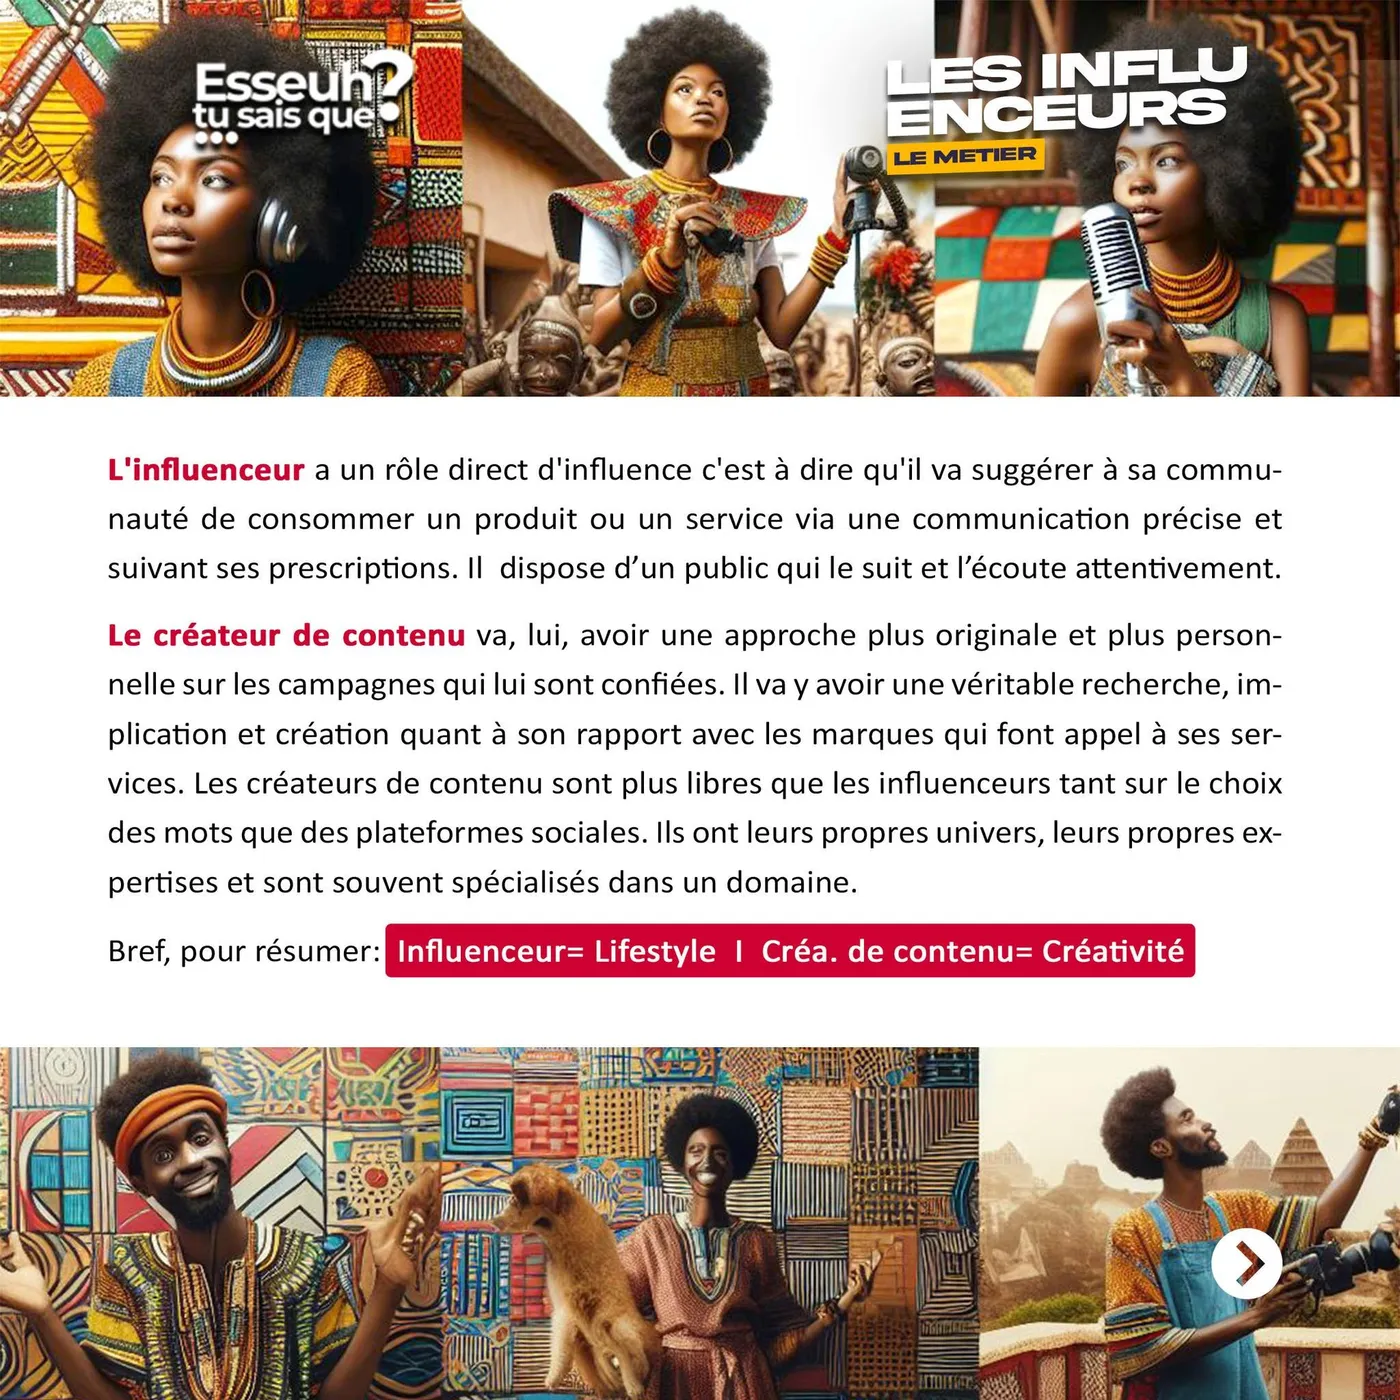 Esseuh?
tu sais que
...
LES INFLU
ENCEURS
LE METIER
L'influenceur a un rôle direct d'influence c'est à dire qu'il va suggérer à sa commu-
nauté de consommer un produit ou un service via une communication précise et
suivant ses prescriptions. Il  dispose d’un public qui le suit et l’écoute attentivement.
Le créateur de contenu va, lui, avoir une approche plus originale et plus person-
nelle sur les campagnes qui lui sont confiées. Il va y avoir une véritable recherche, im-
plication et création quant à son rapport avec les marques qui font appel à ses ser-
vices. Les créateurs de contenu sont plus libres que les influenceurs tant sur le choix
des mots que des plateformes sociales. Ils ont leurs propres univers, leurs propres ex-
pertises et sont souvent spécialisés dans un domaine.
Bref, pour résumer: Influenceur= Lifestyle  I  Créa. de contenu= Créativité